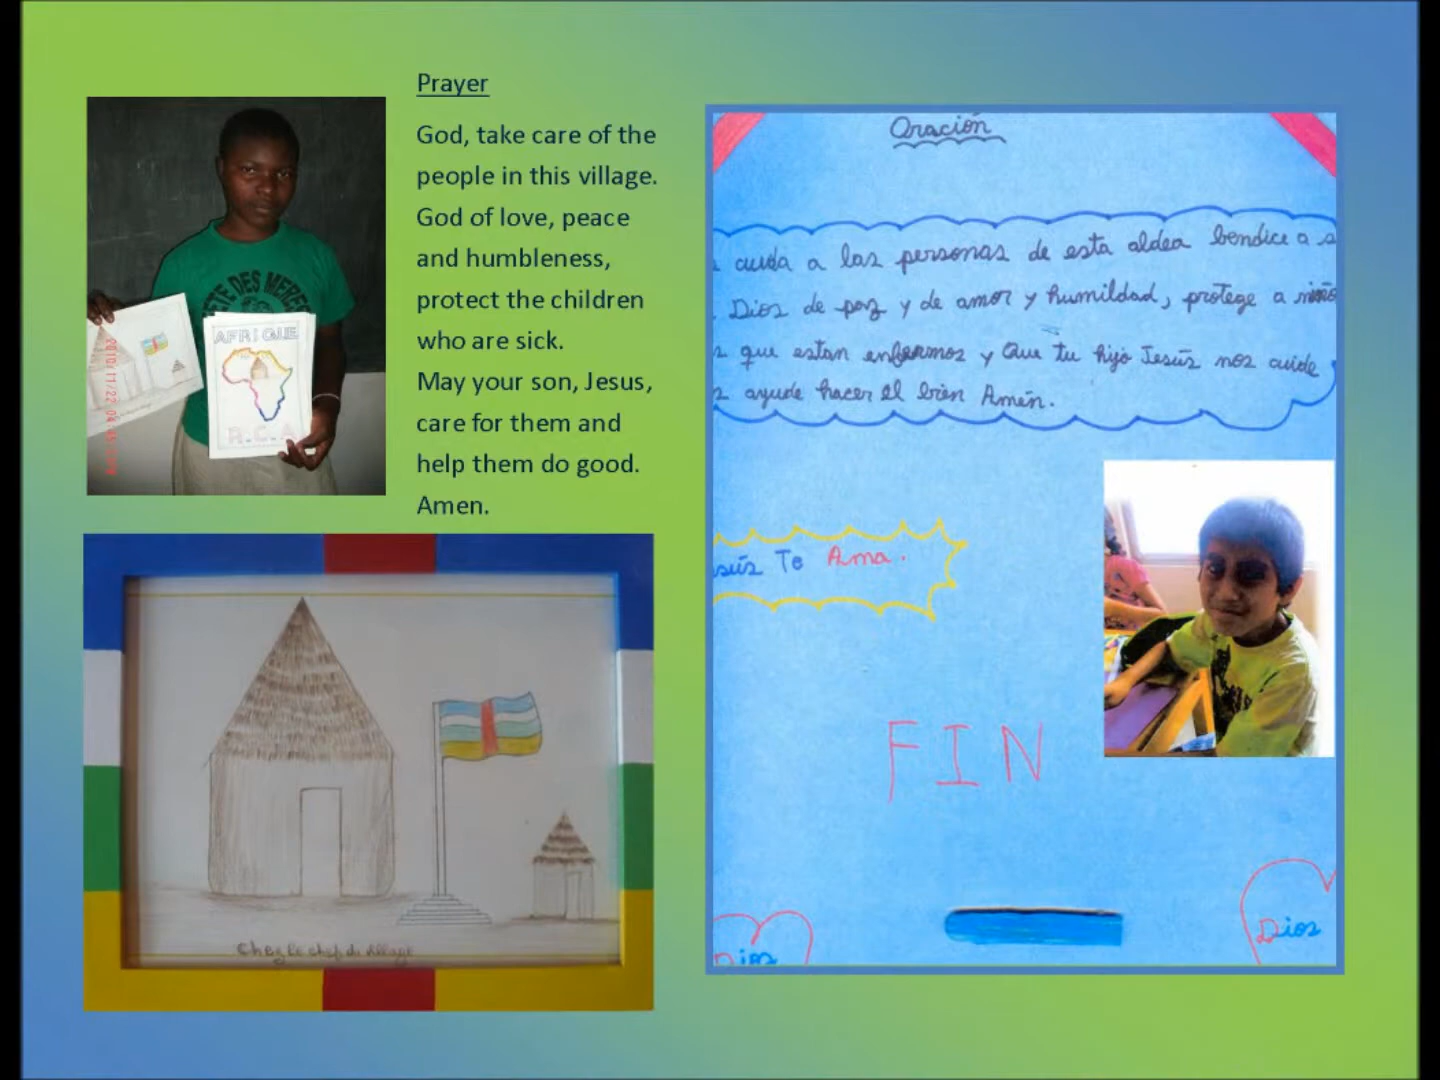 Prayer
God, take care of the
people in this village.
God of love, peace
and humbleness,
protect the children
who are sick.
May your son, Jesus,
care for them and
help them do good.
Amen.
TE DES MERES
AFRIQUE
R.C.A
Chez le chef du village
Oración
cuida a las personas de esta aldea bendice a s
Dios de paz y de amor y humildad, protege a niño
s que estan enfermos y Que tu hijo Jesús nos cuide
s ayude hacer el bien Amén.
esús Te Ama.
FIN
Dios
Dios